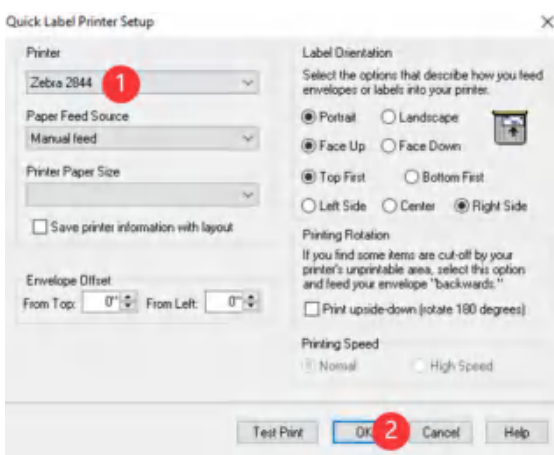 Quick Label Printer Setup
Printer
Zebra 2844
1
Paper Feed Source
Manual feed
Printer Paper Size
Save printer information with layout
Envelope Offset
From Top: 0" From Left: 0"
Label Orientation
Select the options that describe how you feed
envelopes or labels into your printer.
Portrait Landscape
Face Up Face Down
Top First Bottom First
Left Side Center Right Side
Printing Rotation
If you find some items are cut-off by your
printer's unprintable area, select this option
and feed your envelope "backwards."
Print upside-down (rotate 180 degrees)
Printing Speed
Normal High Speed
Test Print OK 2 Cancel Help